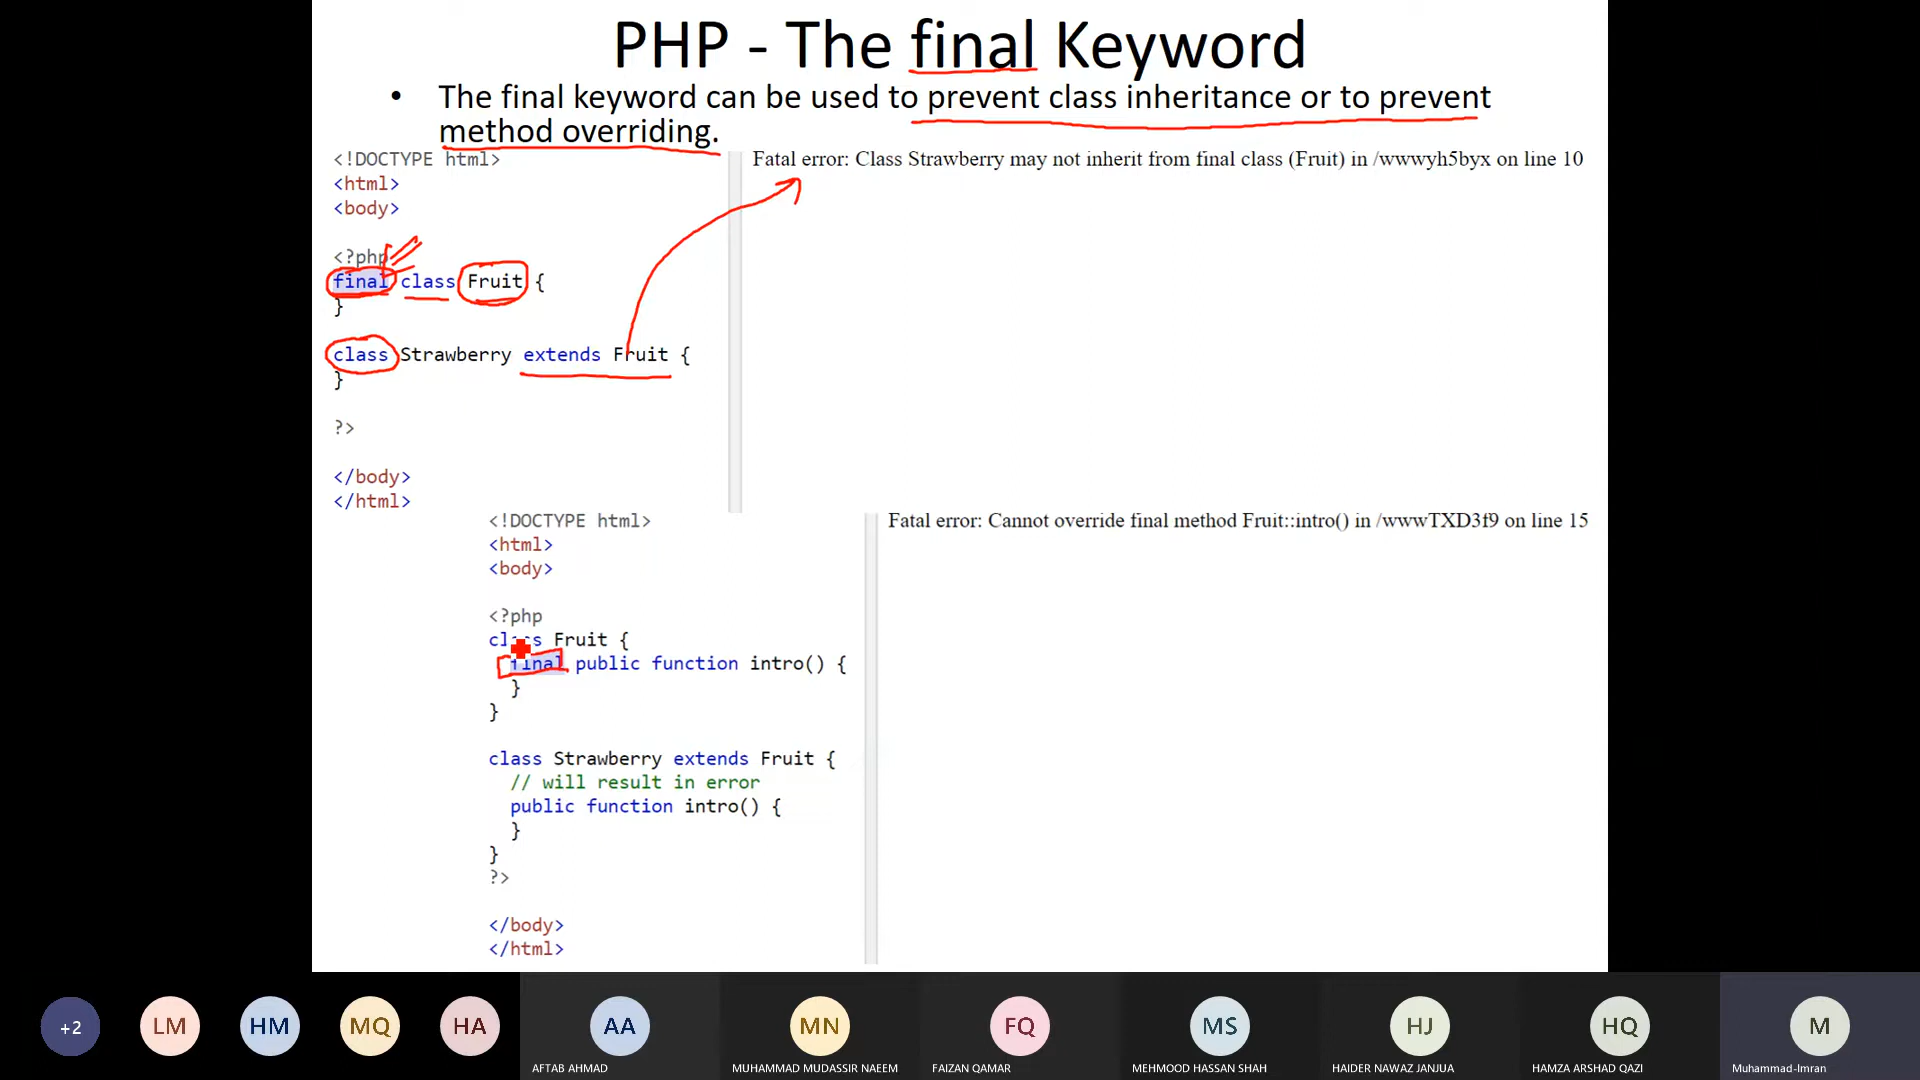 PHP - The final Keyword
• The final keyword can be used to prevent class inheritance or to prevent
method overriding.
<!DOCTYPE html>
<html>
<body>
<?php
final class Fruit {
}
class Strawberry extends Fruit {
}
?>
</body>
</html>
Fatal error: Class Strawberry may not inherit from final class (Fruit) in /wwwyh5byx on line 10
<!DOCTYPE html>
<html>
<body>
<?php
class Fruit {
final public function intro() {
}
}
class Strawberry extends Fruit {
// will result in error
public function intro() {
}
}
?>
</body>
</html>
Fatal error: Cannot override final method Fruit::intro() in /wwwTXD3f9 on line 15
+2
LM
HM
MQ
HA
AA
MN
FQ
MS
HJ
HQ
M
AFTAB AHMAD
MUHAMMAD MUDASSIR NAEEM
FAIZAN QAMAR
MEHMOOD HASSAN SHAH
HAIDER NAWAZ JANJUA
HAMZA ARSHAD QAZI
Muhammad-Imran